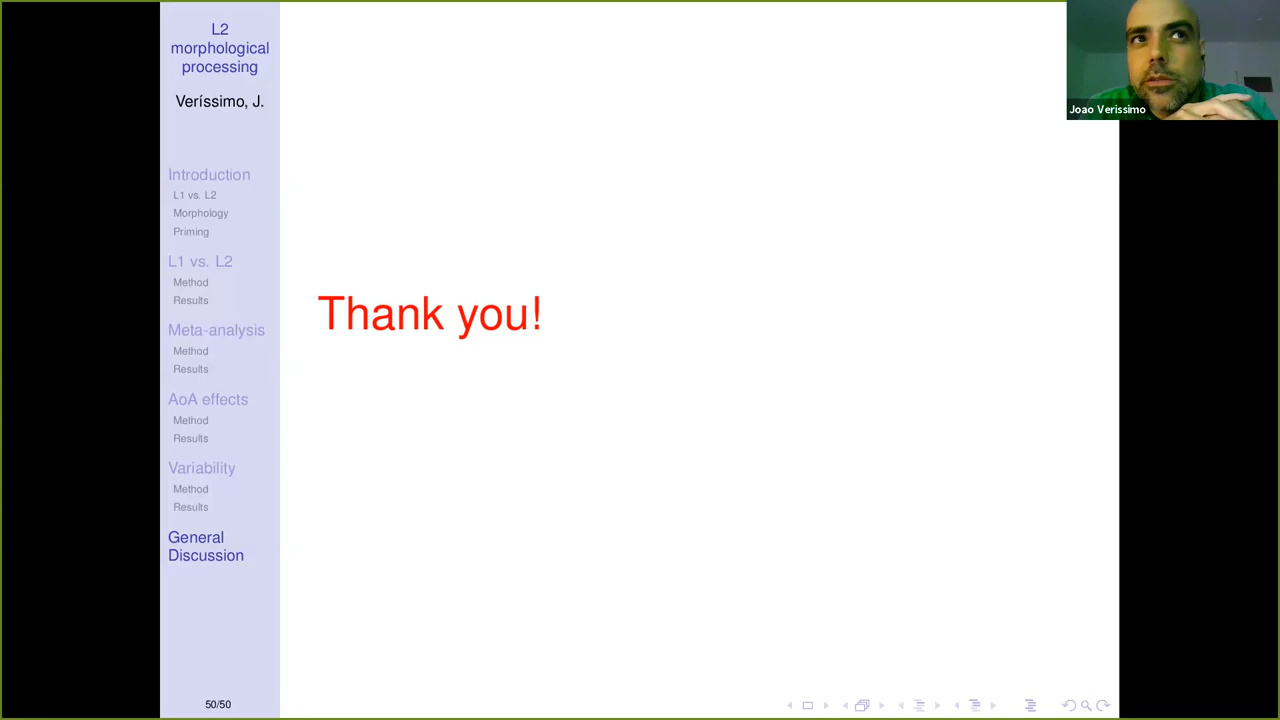 L2
morphological
processing
Veríssimo, J.
Introduction
L1 vs. L2
Morphology
Priming
L1 vs. L2
Method
Results
Meta-analysis
Method
Results
AoA effects
Method
Results
Variability
Method
Results
General
Discussion
50/50
Thank you!
Joao Verissimo